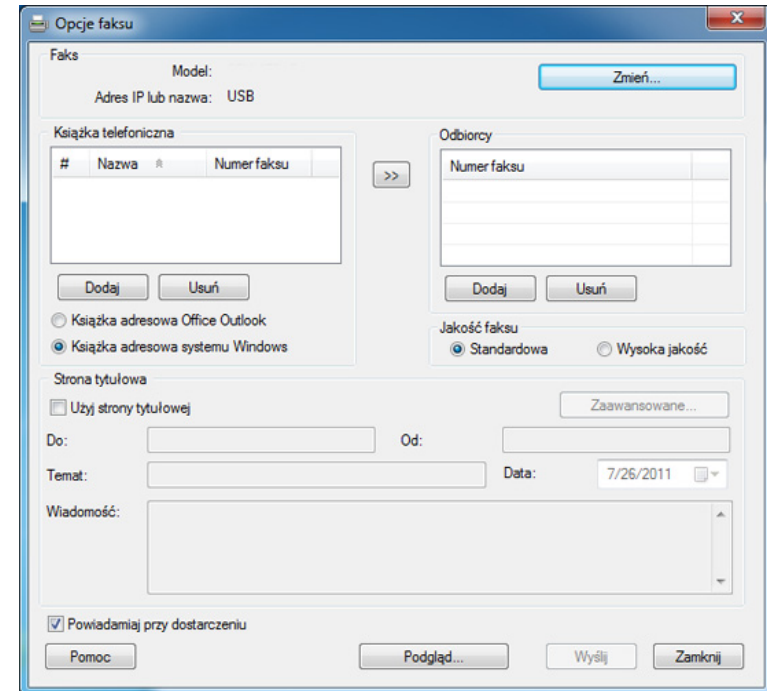 Opcje faksu
Faks
Model:
Zmień...
Adres IP lub nazwa: USB
Książka telefoniczna
# Nazwa Numer faksu
>>
Dodaj Usuń
Książka adresowa Office Outlook
Książka adresowa systemu Windows
Odbiorcy
Numer faksu
Dodaj Usuń
Jakość faksu
Standardowa Wysoka jakość
Strona tytułowa
Użyj strony tytułowej Zaawansowane...
Do: Od:
Temat: Data: 7/26/2011
Wiadomość:
Powiadamiaj przy dostarczeniu
Pomoc Podgląd... Wyślij Zamknij